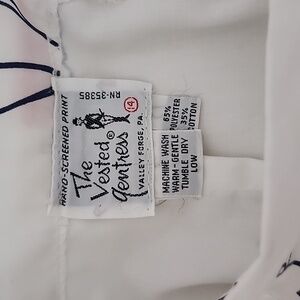 HAND-SCREENED PRINT
RN-35385
14
The
Vested®
Gentress
VALLEY FORGE, PA.
65%
POLYESTER
35%
COTTON
MACHINE WASH
WARM-GENTLE
TUMBLE DRY
LOW